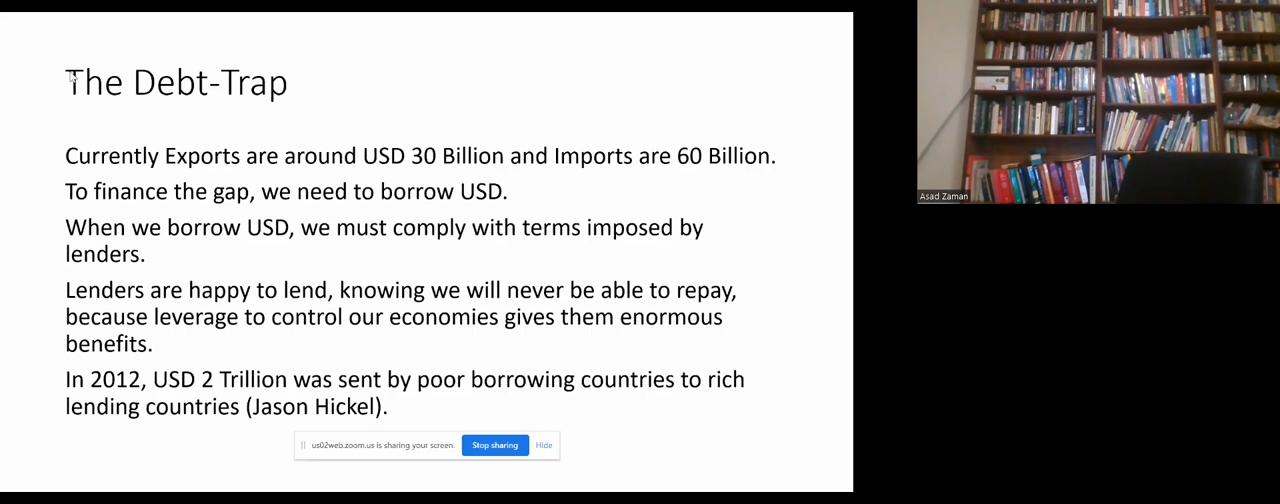 The Debt-Trap
Currently Exports are around USD 30 Billion and Imports are 60 Billion.
To finance the gap, we need to borrow USD.
When we borrow USD, we must comply with terms imposed by
lenders.
Lenders are happy to lend, knowing we will never be able to repay,
because leverage to control our economies gives them enormous
benefits.
In 2012, USD 2 Trillion was sent by poor borrowing countries to rich
lending countries (Jason Hickel).
us02web.zoom.us is sharing your screen.
Stop sharing
Hide
Asad Zaman